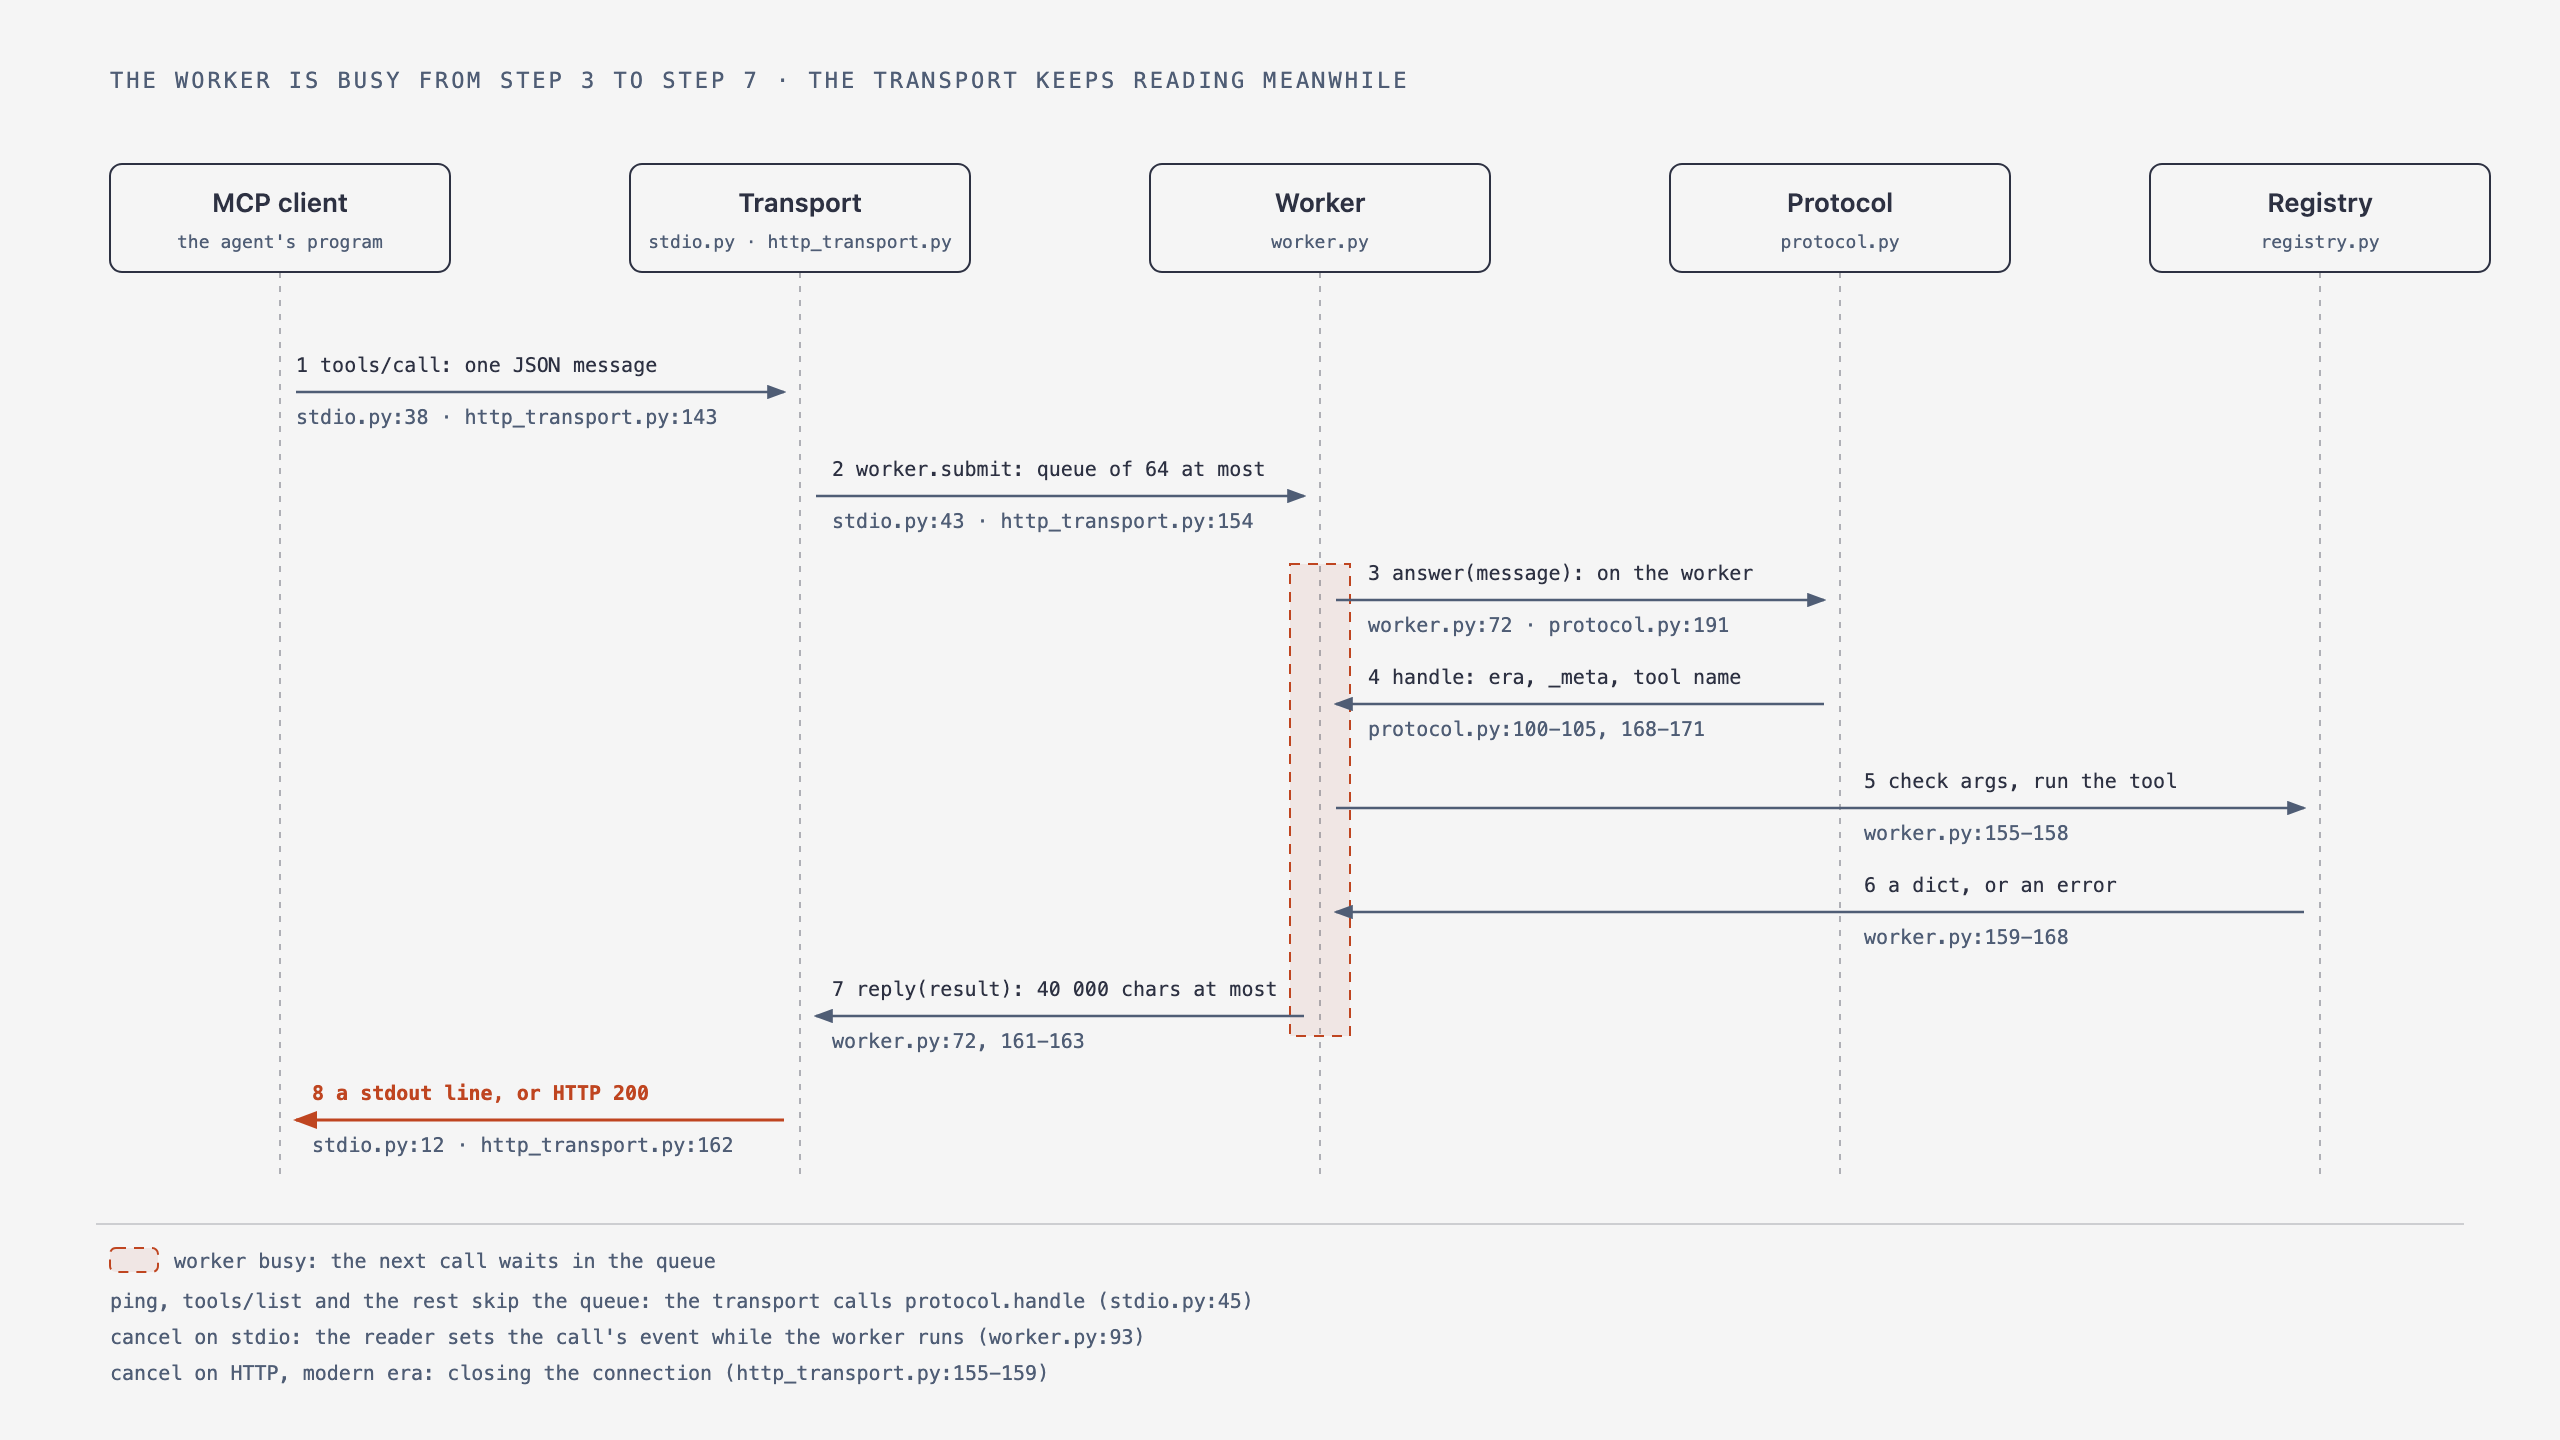 THE WORKER IS BUSY FROM STEP 3 TO STEP 7 · THE TRANSPORT KEEPS READING MEANWHILE
MCP client
the agent's program
Transport
stdio.py · http_transport.py
Worker
worker.py
Protocol
protocol.py
Registry
registry.py
1 tools/call: one JSON message
stdio.py:38 · http_transport.py:143
2 worker.submit: queue of 64 at most
stdio.py:43 · http_transport.py:154
3 answer(message): on the worker
worker.py:72 · protocol.py:191
4 handle: era, _meta, tool name
protocol.py:100–105, 168–171
5 check args, run the tool
worker.py:155–158
6 a dict, or an error
worker.py:159–168
7 reply(result): 40 000 chars at most
worker.py:72, 161–163
8 a stdout line, or HTTP 200
stdio.py:12 · http_transport.py:162
worker busy: the next call waits in the queue
ping, tools/list and the rest skip the queue: the transport calls protocol.handle (stdio.py:45)
cancel on stdio: the reader sets the call's event while the worker runs (worker.py:93)
cancel on HTTP, modern era: closing the connection (http_transport.py:155–159)